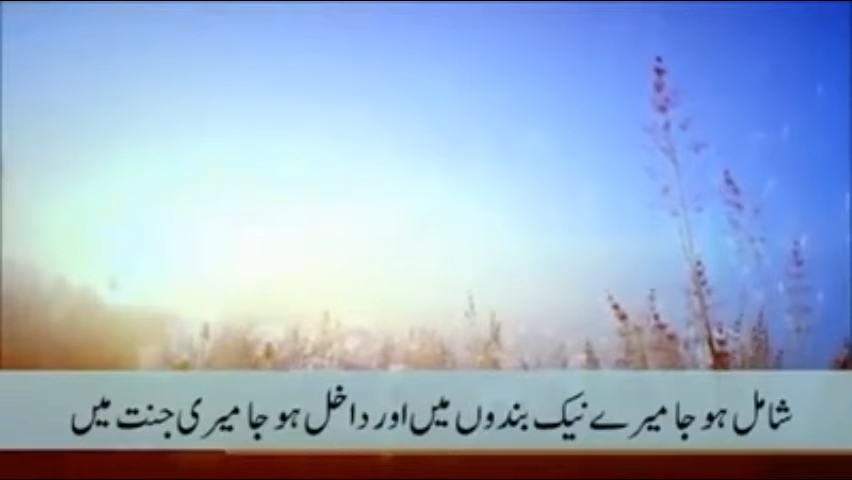 شامل ہو جا میرے نیک بندوں میں اور داخل ہو جا میری جنت میں